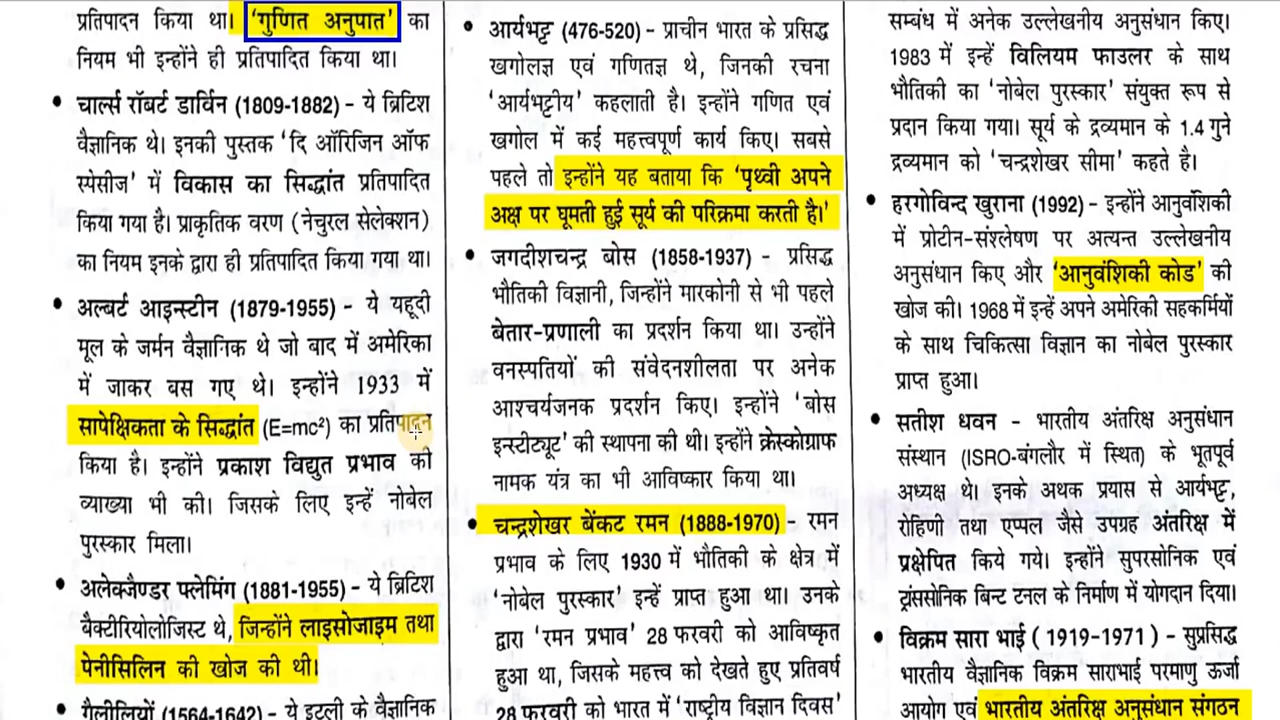 प्रतिपादन किया था। ‘गुणित अनुपात’ का
नियम भी इन्होंने ही प्रतिपादित किया था।
• चार्ल्स रॉबर्ट डार्विन (1809-1882) – ये ब्रिटिश
वैज्ञानिक थे। इनकी पुस्तक ‘दि ऑरिजिन ऑफ
स्पेसीज’ में विकास का सिद्धांत प्रतिपादित
किया गया है। प्राकृतिक वरण (नेचुरल सेलेक्शन)
का नियम इनके द्वारा ही प्रतिपादित किया गया था।
• अल्बर्ट आइन्स्टीन (1879-1955) – ये यहूदी
मूल के जर्मन वैज्ञानिक थे जो बाद में अमेरिका
में जाकर बस गए थे। इन्होंने 1933 में
सापेक्षिकता के सिद्धांत (E=mc²) का प्रतिपादन
किया है। इन्होंने प्रकाश विद्युत प्रभाव की
व्याख्या भी की। जिसके लिए इन्हें नोबेल
पुरस्कार मिला।
• अलेक्जैण्डर फ्लेमिंग (1881-1955) – ये ब्रिटिश
बैक्टीरियोलोजिस्ट थे, जिन्होंने लाइसोजाइम तथा
पेनीसिलिन की खोज की थी।
• गैलीलियों (1564-1642) – ये इटली के वैज्ञानिक
• आर्यभट्ट (476-520) – प्राचीन भारत के प्रसिद्ध
खगोलज्ञ एवं गणितज्ञ थे, जिनकी रचना
‘आर्यभट्टीय’ कहलाती है। इन्होंने गणित एवं
खगोल में कई महत्त्वपूर्ण कार्य किए। सबसे
पहले तो इन्होंने यह बताया कि ‘पृथ्वी अपने
अक्ष पर घूमती हुई सूर्य की परिक्रमा करती है।’
• जगदीशचन्द्र बोस (1858-1937) – प्रसिद्ध
भौतिकी विज्ञानी, जिन्होंने मारकोनी से भी पहले
बेतार-प्रणाली का प्रदर्शन किया था। उन्होंने
वनस्पतियों की संवेदनशीलता पर अनेक
आश्चर्यजनक प्रदर्शन किए। इन्होंने ‘बोस
इन्स्टीट्यूट’ की स्थापना की थी। इन्होंने क्रेस्कोग्राफ
नामक यंत्र का भी आविष्कार किया था।
• चन्द्रशेखर बेंकट रमन (1888-1970) – रमन
प्रभाव के लिए 1930 में भौतिकी के क्षेत्र में
‘नोबेल पुरस्कार’ इन्हें प्राप्त हुआ था। उनके
द्वारा ‘रमन प्रभाव’ 28 फरवरी को आविष्कृत
हुआ था, जिसके महत्त्व को देखते हुए प्रतिवर्ष
28 फरवरी को भारत में ‘राष्ट्रीय विज्ञान दिवस’
सम्बंध में अनेक उल्लेखनीय अनुसंधान किए।
1983 में इन्हें विलियम फाउलर के साथ
भौतिकी का ‘नोबेल पुरस्कार’ संयुक्त रूप से
प्रदान किया गया। सूर्य के द्रव्यमान के 1.4 गुने
द्रव्यमान को ‘चन्द्रशेखर सीमा’ कहते है।
• हरगोविन्द खुराना (1992) – इन्होंने आनुवंशिकी
में प्रोटीन-संश्लेषण पर अत्यन्त उल्लेखनीय
अनुसंधान किए और ‘आनुवंशिकी कोड’ की
खोज की। 1968 में इन्हें अपने अमेरिकी सहकर्मियों
के साथ चिकित्सा विज्ञान का नोबेल पुरस्कार
प्राप्त हुआ।
• सतीश धवन – भारतीय अंतरिक्ष अनुसंधान
संस्थान (ISRO-बंगलौर में स्थित) के भूतपूर्व
अध्यक्ष थे। इनके अथक प्रयास से आर्यभट्ट,
रोहिणी तथा एप्पल जैसे उपग्रह अंतरिक्ष में
प्रक्षेपित किये गये। इन्होंने सुपरसोनिक एवं
ट्रांससोनिक बिन्ट टनल के निर्माण में योगदान दिया।
• विक्रम सारा भाई ( 1919-1971 ) – सुप्रसिद्ध
भारतीय वैज्ञानिक विक्रम साराभाई परमाणु ऊर्जा
आयोग एवं भारतीय अंतरिक्ष अनुसंधान संगठन